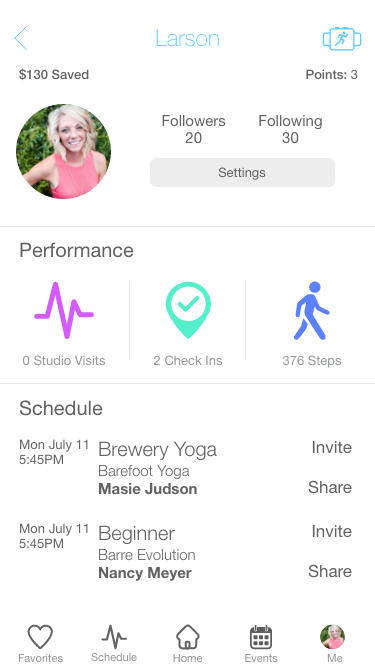 Larson
$130 Saved
Points: 3
Followers
20
Following
30
Settings
Performance
0 Studio Visits
2 Check Ins
376 Steps
Schedule
Mon July 11
5:45PM
Brewery Yoga
Barefoot Yoga
Masie Judson
Invite
Share
Mon July 11
5:45PM
Beginner
Barre Evolution
Nancy Meyer
Invite
Share
Favorites
Schedule
Home
Events
Me